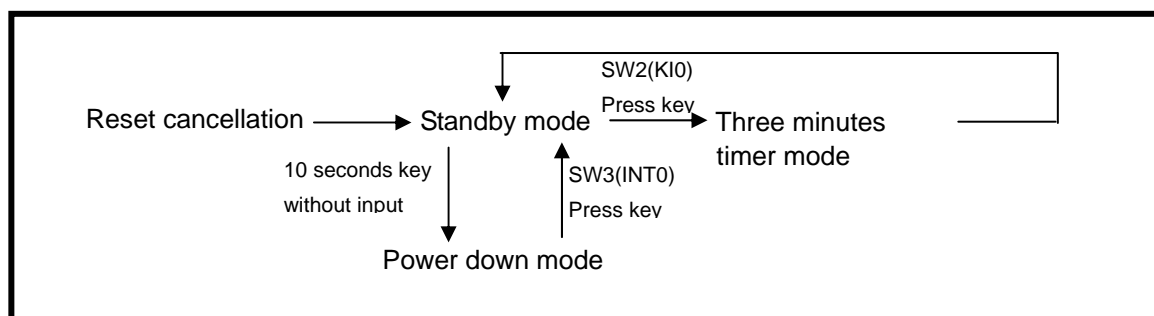 SW2(KI0)
Press key
Reset cancellation
Standby mode
Three minutes
timer mode
10 seconds key
without input
SW3(INT0)
Press key
Power down mode